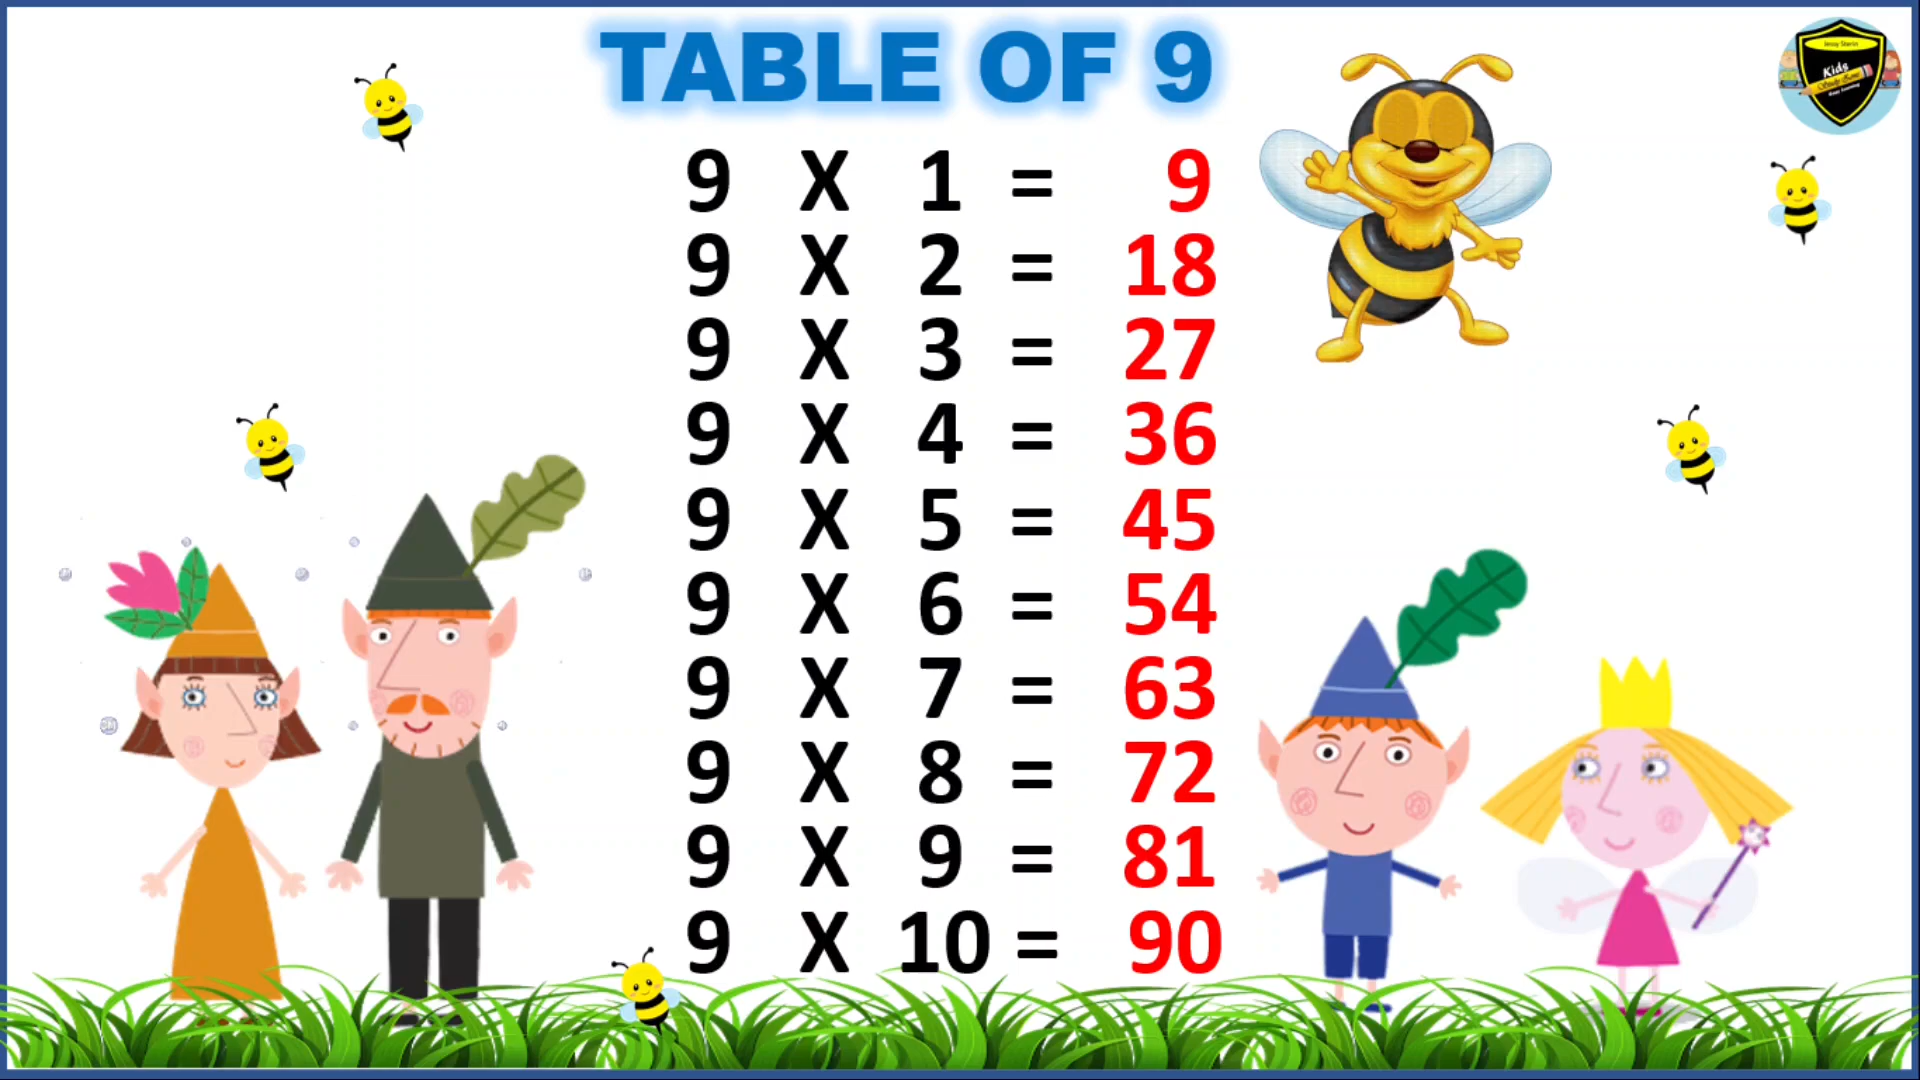 TABLE OF 9
9 X 1 = 9
9 X 2 = 18
9 X 3 = 27
9 X 4 = 36
9 X 5 = 45
9 X 6 = 54
9 X 7 = 63
9 X 8 = 72
9 X 9 = 81
9 X 10 = 90
Kids